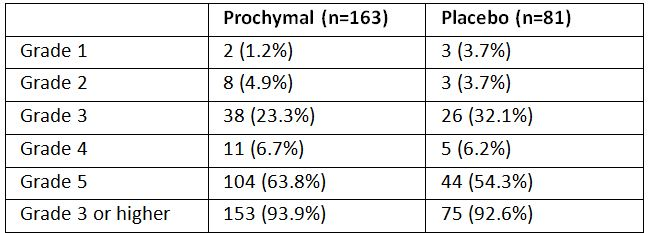 Prochymal (n=163) Placebo (n=81)
Grade 1 2 (1.2%) 3 (3.7%)
Grade 2 8 (4.9%) 3 (3.7%)
Grade 3 38 (23.3%) 26 (32.1%)
Grade 4 11 (6.7%) 5 (6.2%)
Grade 5 104 (63.8%) 44 (54.3%)
Grade 3 or higher 153 (93.9%) 75 (92.6%)